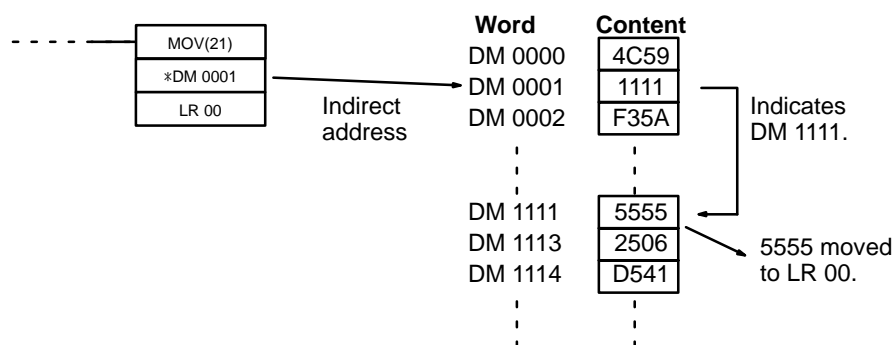 Word Content
MOV(21)
*DM 0001
LR 00
Indirect
address
DM 0000 4C59
DM 0001 1111
DM 0002 F35A
Indicates
DM 1111.
DM 1111 5555
DM 1113 2506
DM 1114 D541
5555 moved
to LR 00.